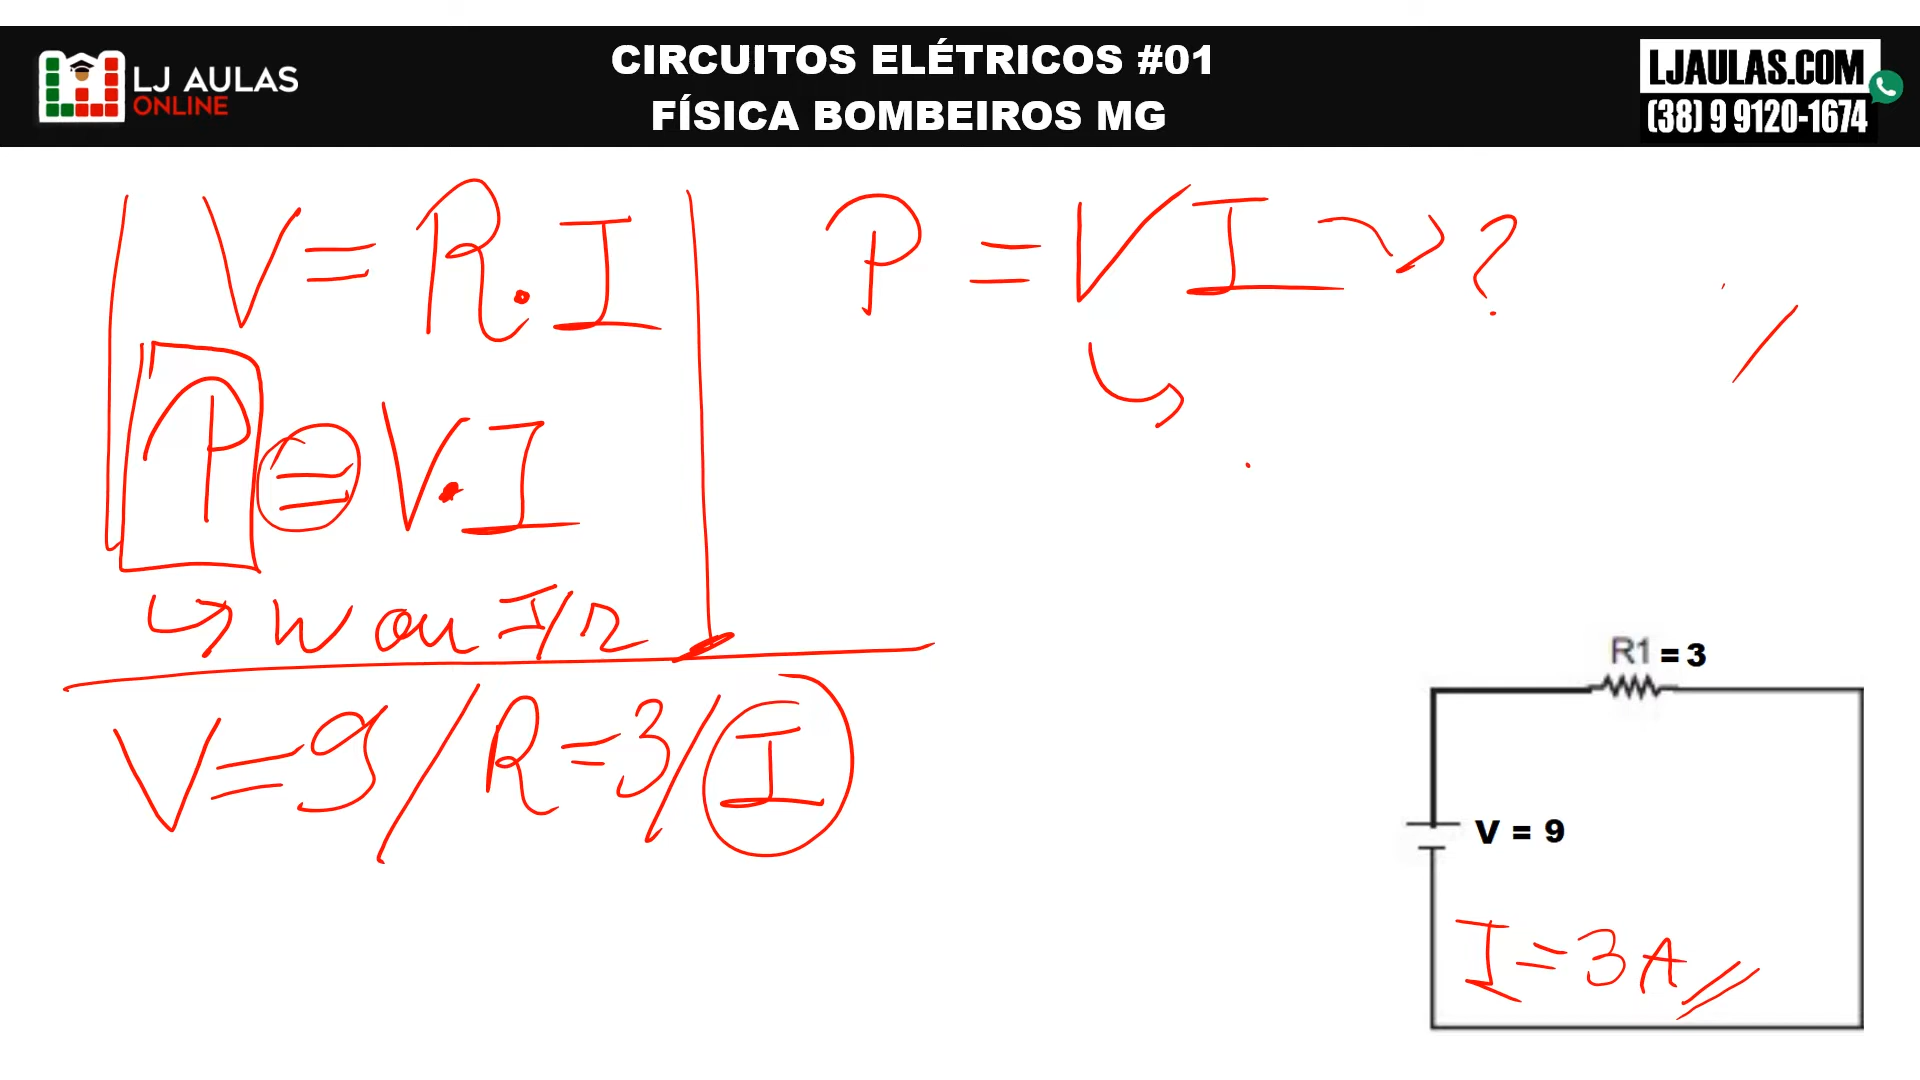 LJ AULAS
ONLINE
CIRCUITOS ELÉTRICOS #01
FÍSICA BOMBEIROS MG
LJAULAS.COM
(38) 9 9120-1674
V = R.I
P = V I ?
P = V.I
W ou
V = 9 / R = 3 / I
R1 = 3
V = 9
I = 3 A //